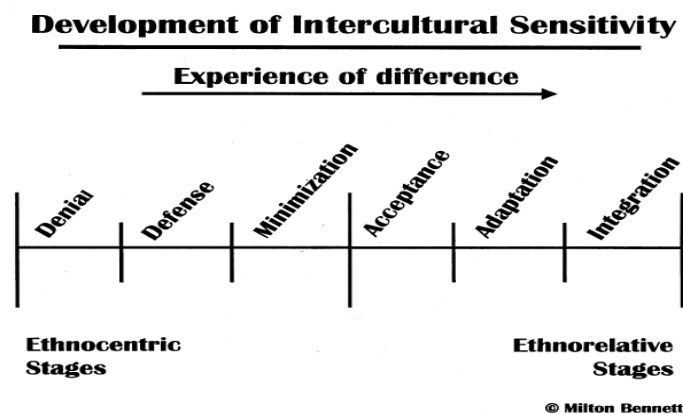 Development of Intercultural Sensitivity
Experience of difference
Denial
Defense
Minimization
Acceptance
Adaptation
Integration
Ethnocentric
Stages
Ethnorelative
Stages
© Milton Bennett